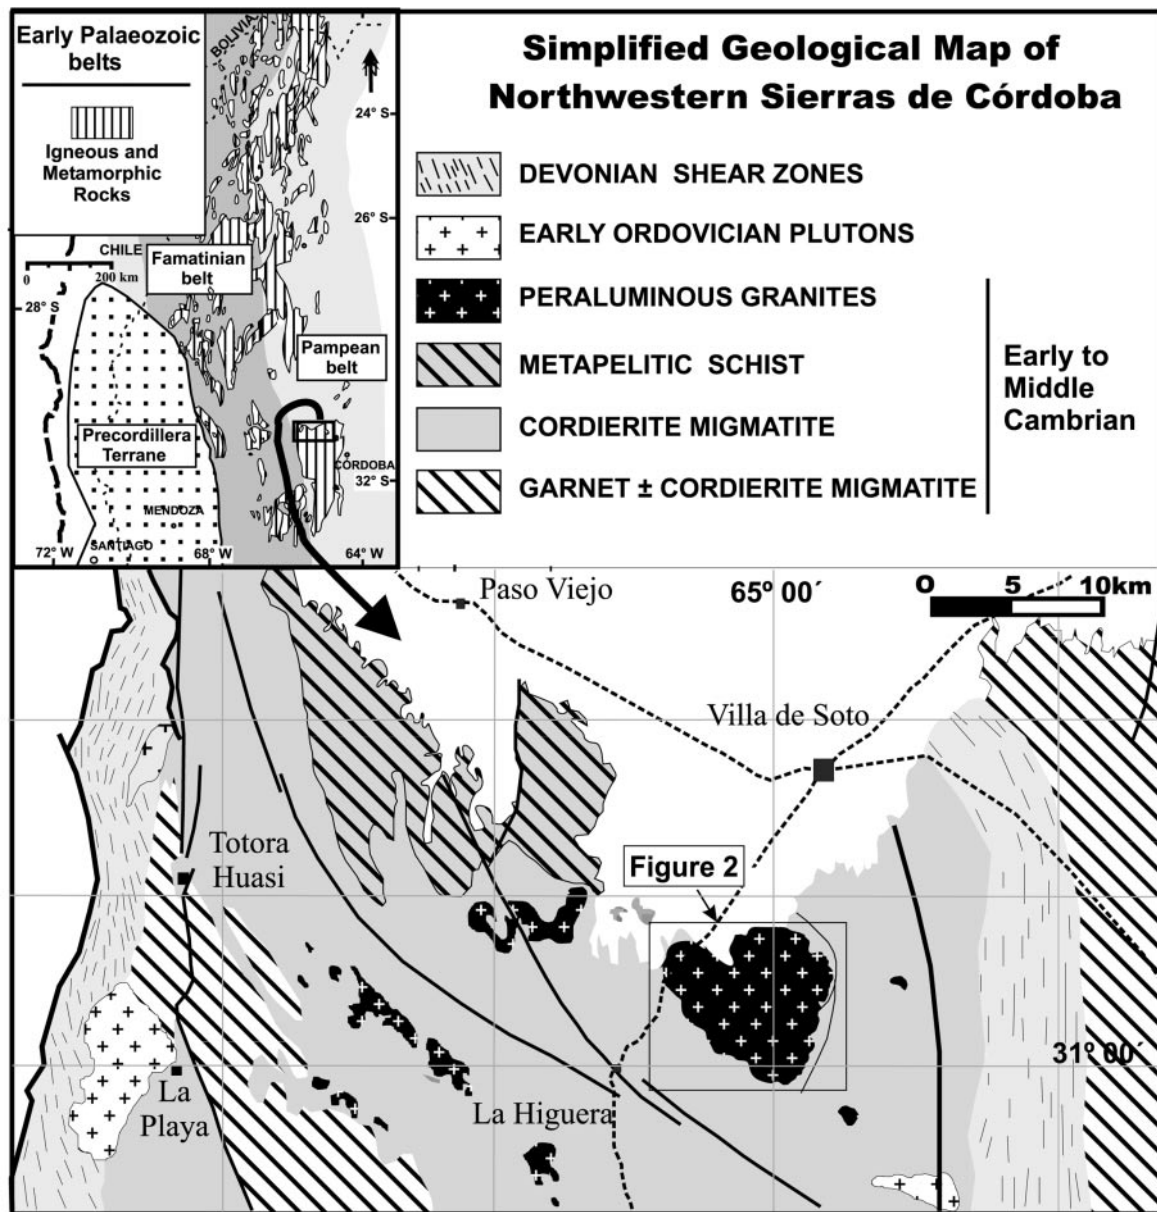 Early Palaeozoic
belts
Igneous and
Metamorphic
Rocks
BOLIVIA
24° S
26° S
CHILE
0
200 km
Famatinian
belt
28° S
Pampean
belt
Precordillera
Terrane
CORDOBA
32° S
MENDOZA
SANTIAGO
72° W
68° W
64° W
Simplified Geological Map of
Northwestern Sierras de Córdoba
DEVONIAN SHEAR ZONES
EARLY ORDOVICIAN PLUTONS
PERALUMINOUS GRANITES
METAPELITIC SCHIST
CORDIERITE MIGMATITE
GARNET ± CORDIERITE MIGMATITE
Early to
Middle
Cambrian
Paso Viejo
65º 00´
0 5 10km
Villa de Soto
Totora
Huasi
Figure 2
31° 00´
La
Playa
La Higuera